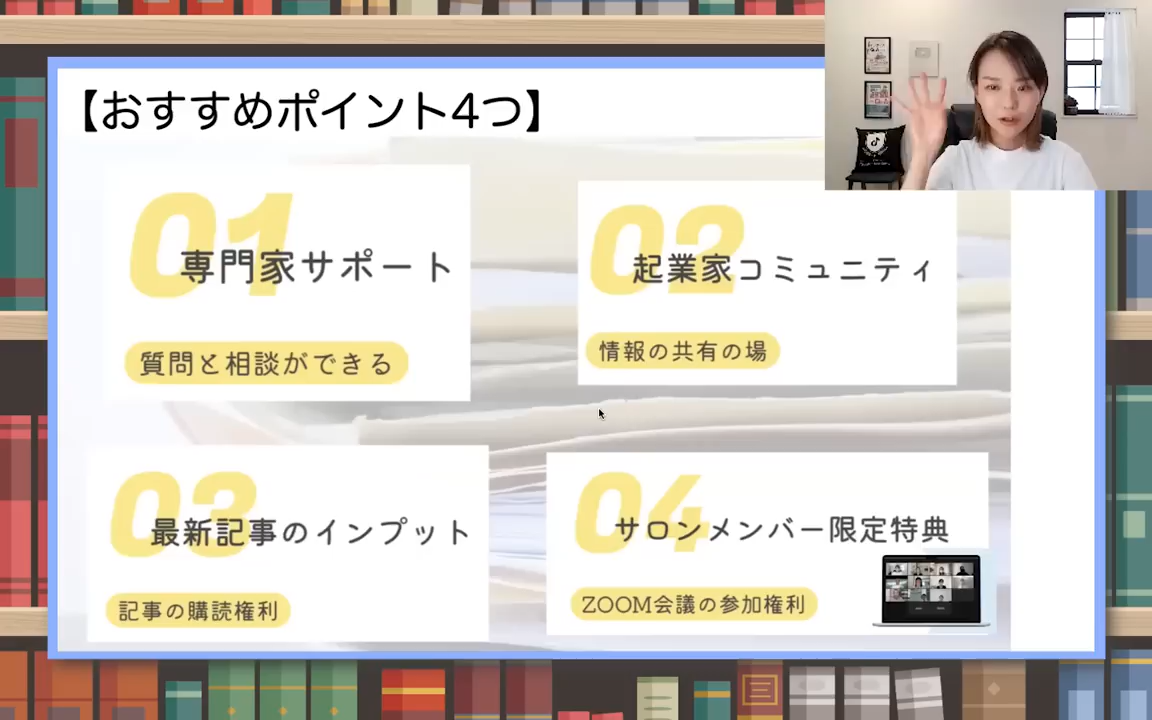 【おすすめポイント4つ】
01
専門家サポート
質問と相談ができる
02
起業家コミュニティ
情報の共有の場
03
最新記事のインプット
記事の購読権利
04
サロンメンバー限定特典
ZOOM会議の参加権利